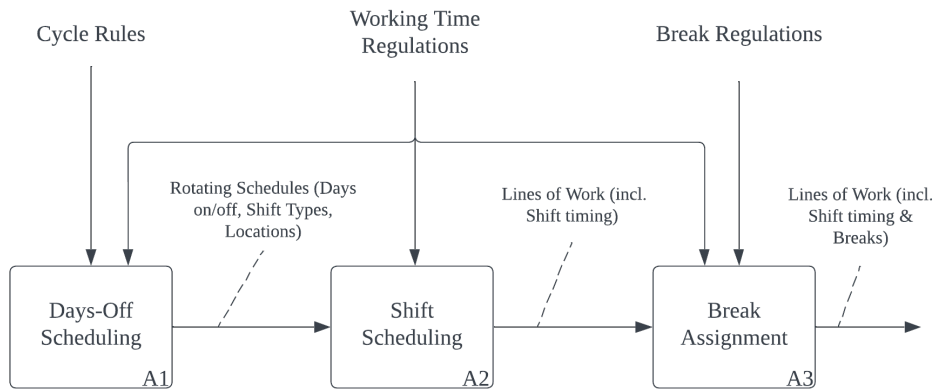 Cycle Rules
Working Time
Regulations
Break Regulations
Rotating Schedules (Days
on/off, Shift Types,
Locations)
Lines of Work (incl.
Shift timing)
Lines of Work (incl.
Shift timing &
Breaks)
Days-Off
Scheduling
A1
Shift
Scheduling
A2
Break
Assignment
A3